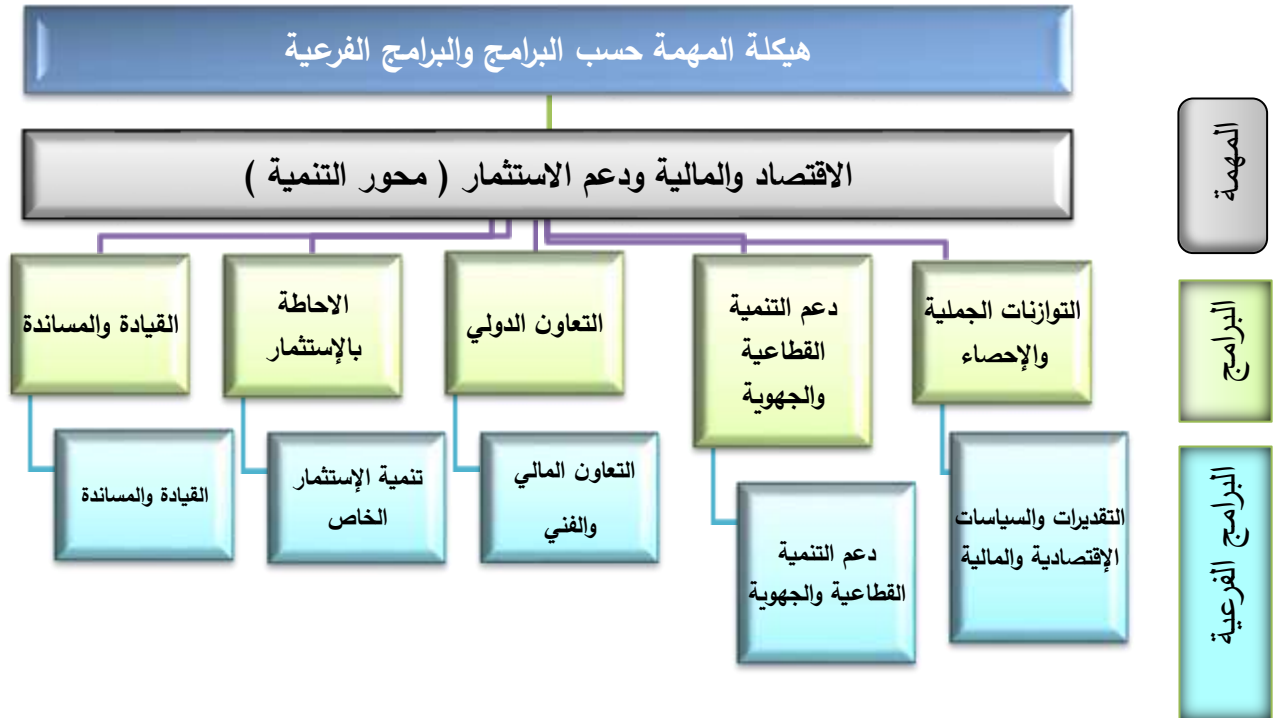 هيكلة المهمة حسب البرامج والبرامج الفرعية
المهمة
الاقتصاد والمالية ودعم الاستثمار ( محور التنمية )
البرامج
التوازنات الجملية
والإحصاء
دعم التنمية
القطاعية
والجهوية
التعاون الدولي
الاحاطة
بالإستثمار
القيادة والمساندة
البرامج الفرعية
التقديرات والسياسات
الإقتصادية والمالية
دعم التنمية
القطاعية والجهوية
التعاون المالي
والفني
تنمية الإستثمار
الخاص
القيادة والمساندة